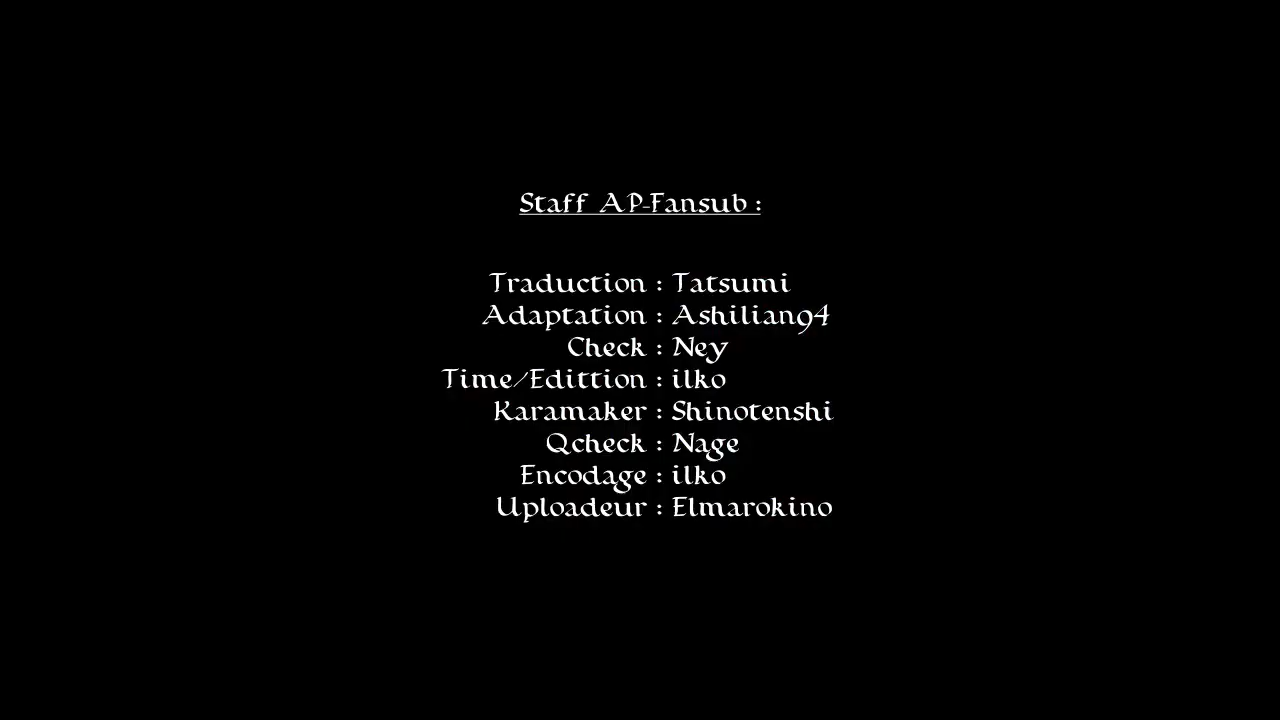 Staff AP-Fansub :
Traduction : Tatsumi
Adaptation : Ashilian94
Check : Ney
Time/Edittion : ilko
Karamaker : Shinotenshi
Qcheck : Nage
Encodage : ilko
Uploadeur : Elmarokino